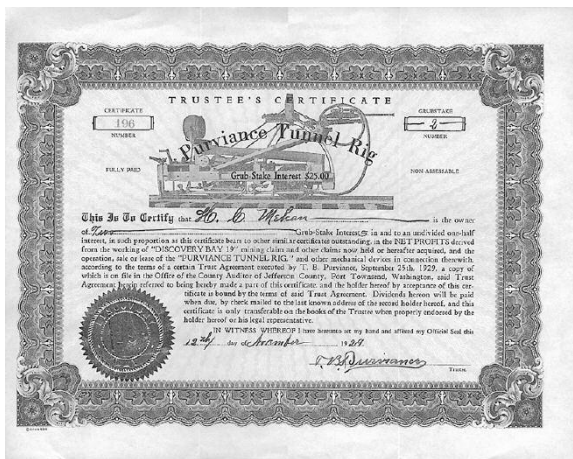 TRUSTEE'S CERTIFICATE
CERTIFICATE
196
NUMBER
GRUBSTAKE
2
NUMBER
Purviance Tunnel Rig
FULLY PAID
NON-ASSESSABLE
Grub-Stake Interest $25.00
This Is To Certify that H. C. is the owner
of Two Grub-Stake Interests in and to an undivided one-half
interest, in such proportion as this certificate bears to other similar certificates outstanding, in the NET PROFITS derived
from the working of "DISCOVERY BAY 19" mining claim and other claims now held or hereafter acquired, and the
operation, sale or lease of the "PURVIANCE TUNNEL RIG," and other mechanical devices in connection therewith,
according to the terms of a certain Trust Agreement executed by T. B. Purviance, September 25th, 1929, a copy of
which is on file in the Office of the County Auditor of Jefferson County, Port Townsend, Washington, said Trust
Agreement herein referred to being hereby made a part of this certificate, and the holder hereof by acceptance of this cer-
tificate is bound by the terms of said Trust Agreement. Dividends hereon will be paid
when due, by check mailed to the last known address of the second holder hereof, and this
certificate is only transferable on the books of the Trustee when properly endorsed by the
holder hereof or his legal representative.
IN WITNESS WHEREOF I have hereunto set my hand and affixed my Official Seal this
day of November 1929
T. B. Purviance
Trustee